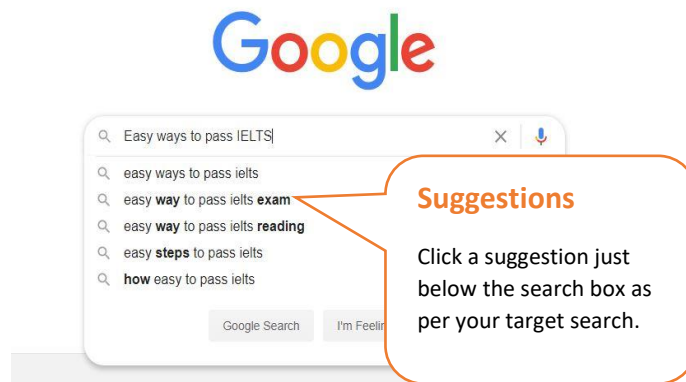 Google
Easy ways to pass IELTS
easy ways to pass ielts
easy way to pass ielts exam
easy way to pass ielts reading
easy steps to pass ielts
how easy to pass ielts
Google Search I'm Feelin
Suggestions
Click a suggestion just
below the search box as
per your target search.